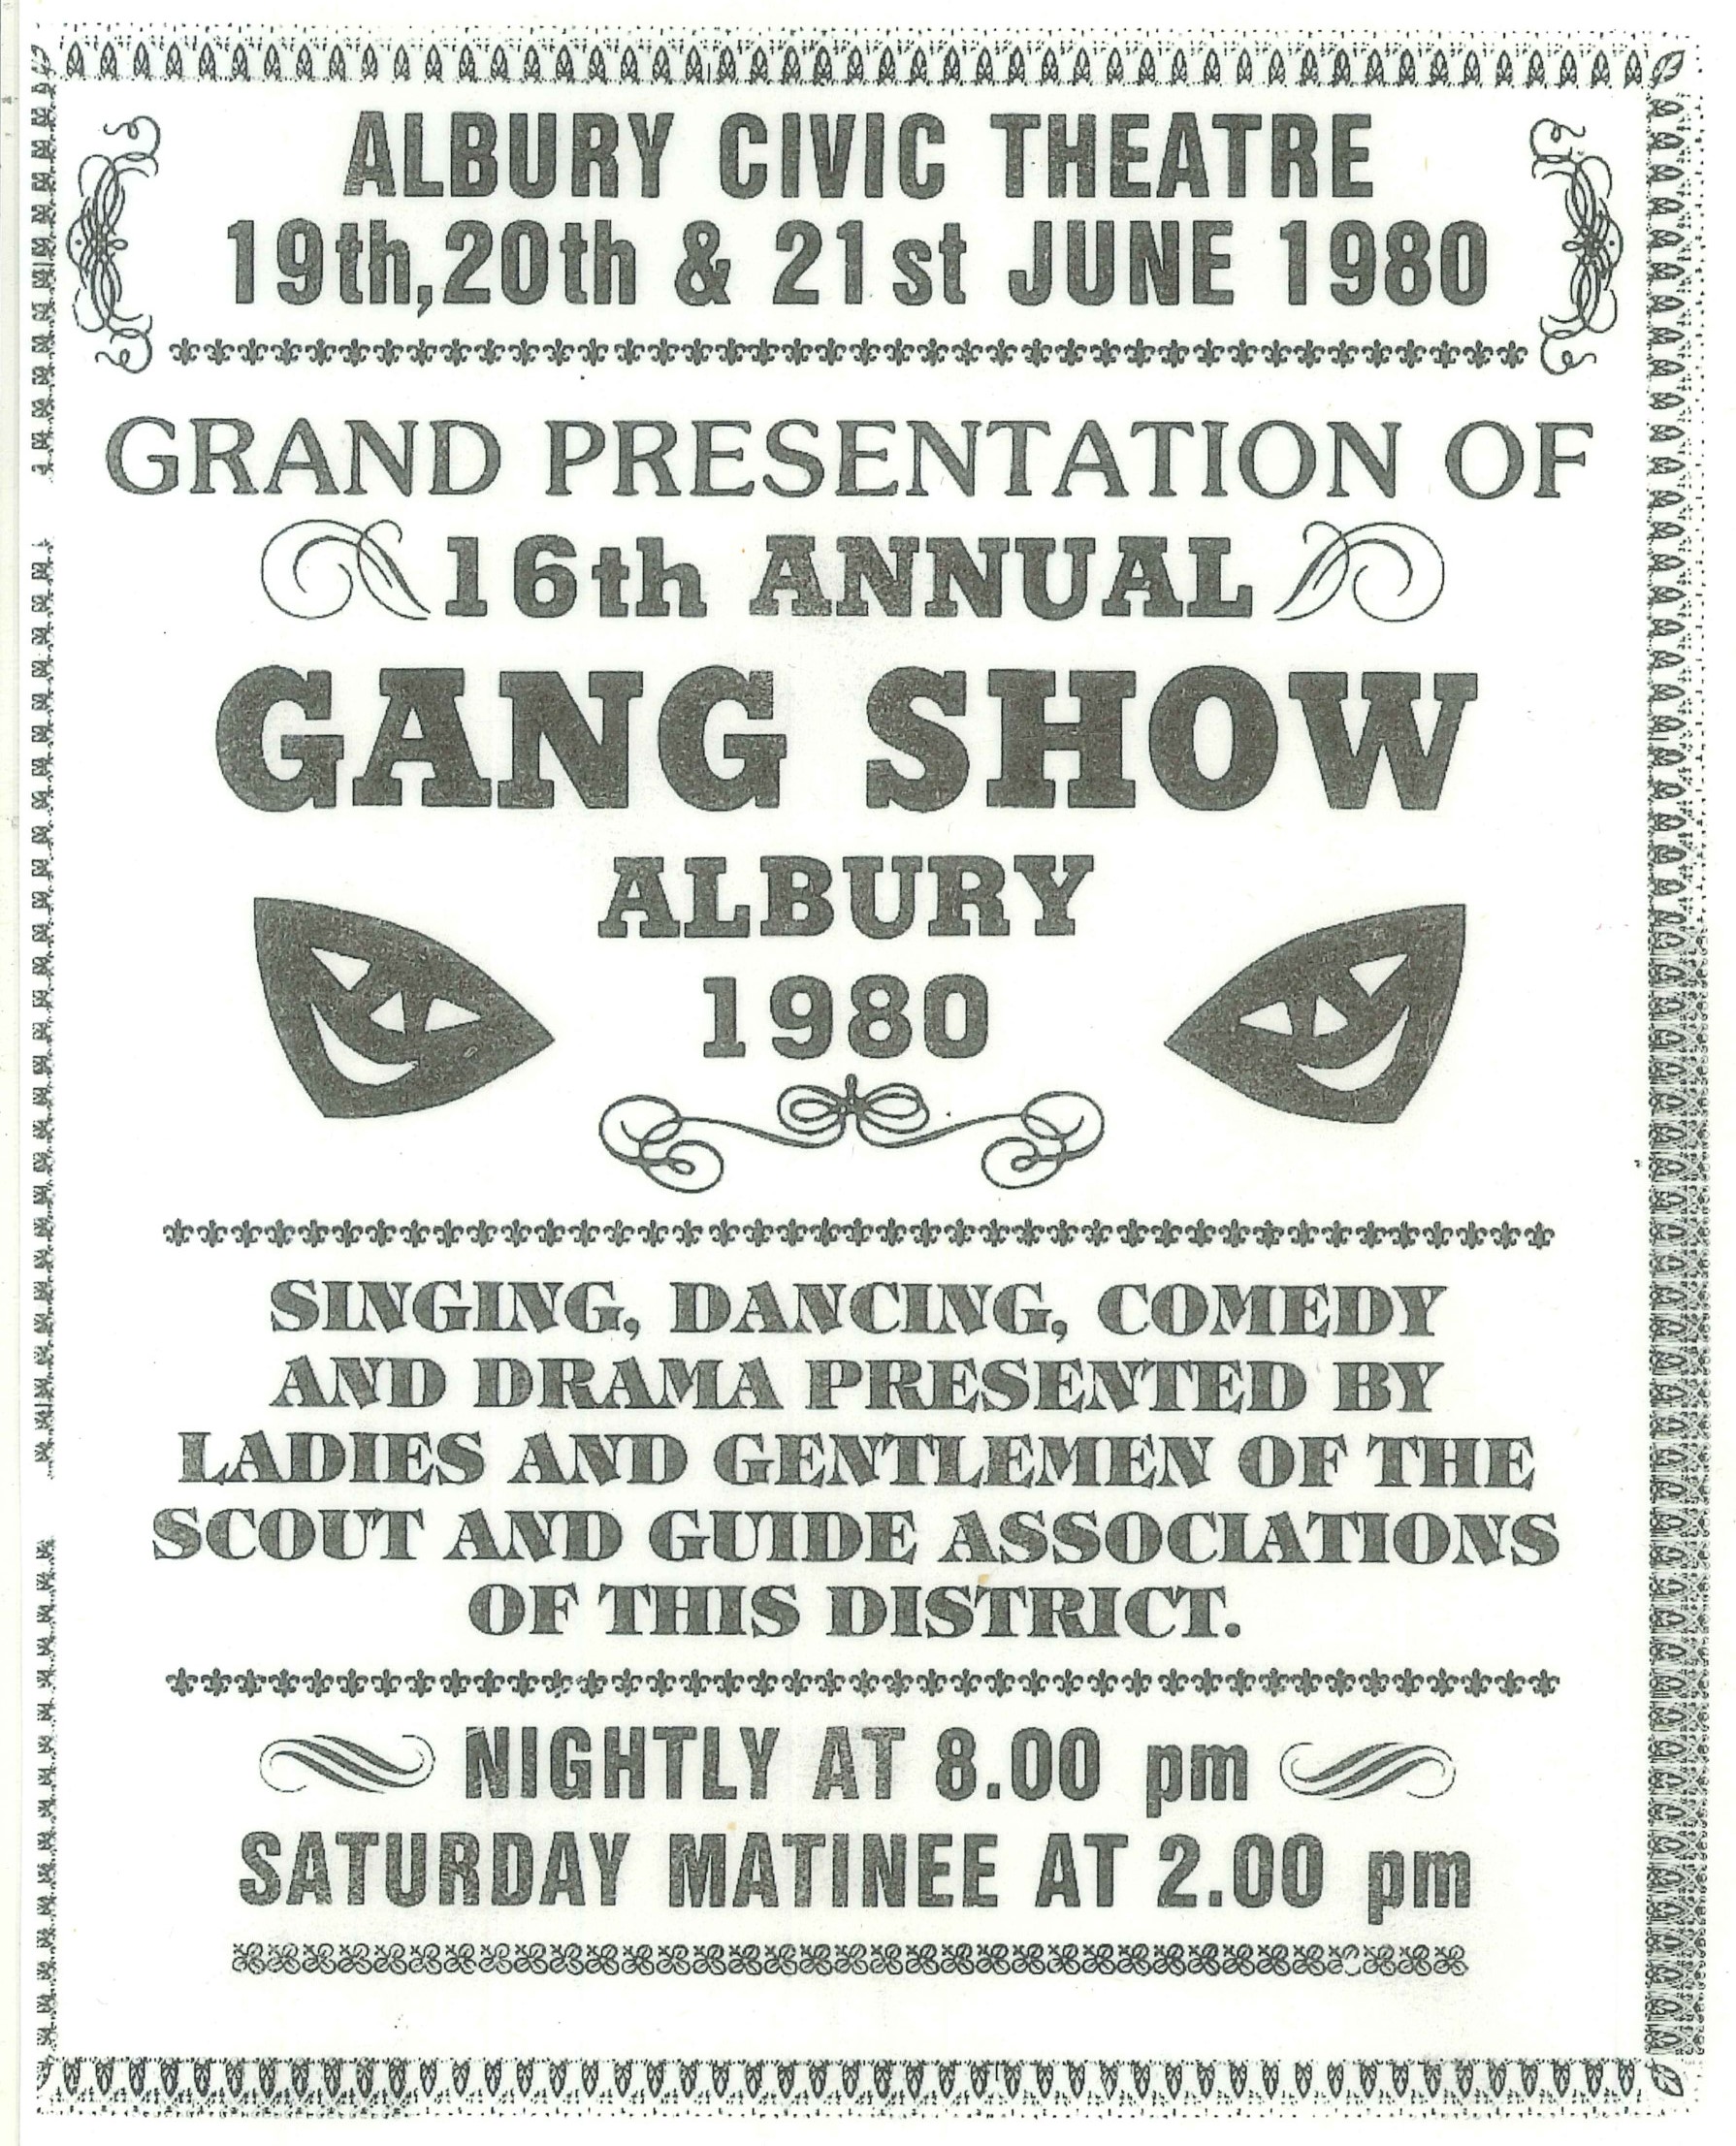 ALBURY CIVIC THEATRE
19th,20th & 21st JUNE 1980
GRAND PRESENTATION OF
16th ANNUAL
GANG SHOW
ALBURY
1980
SINGING, DANCING, COMEDY
AND DRAMA PRESENTED BY
LADIES AND GENTLEMEN OF THE
SCOUT AND GUIDE ASSOCIATIONS
OF THIS DISTRICT.
NIGHTLY AT 8.00 pm
SATURDAY MATINEE AT 2.00 pm